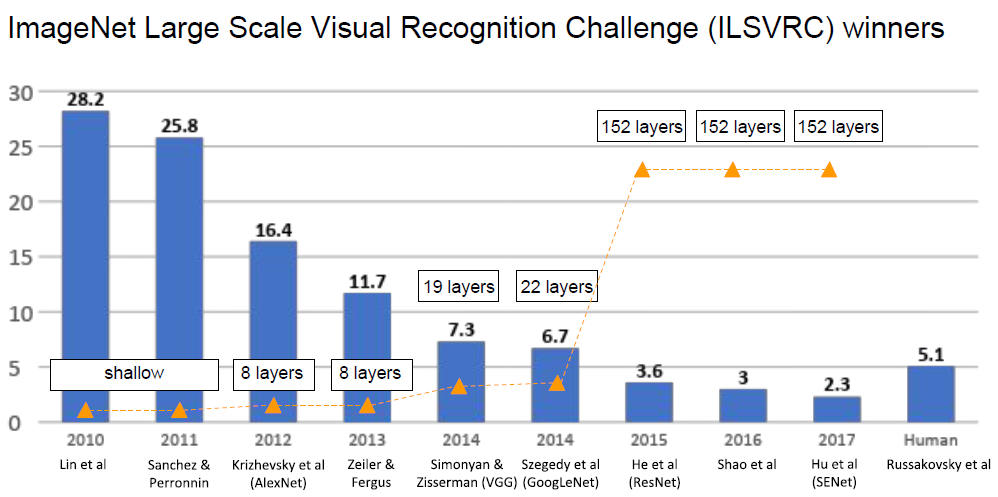 ImageNet Large Scale Visual Recognition Challenge (ILSVRC) winners
30
25
20
15
10
5
0
28.2
25.8
16.4
11.7
7.3
6.7
3.6
3
2.3
5.1
shallow
8 layers
8 layers
19 layers
22 layers
152 layers
152 layers
152 layers
2010
Lin et al
2011
Sanchez &
Perronnin
2012
Krizhevsky et al
(AlexNet)
2013
Zeiler &
Fergus
2014
Simonyan &
Zisserman (VGG)
2014
Szegedy et al
(GoogLeNet)
2015
He et al
(ResNet)
2016
Shao et al
2017
Hu et al
(SENet)
Human
Russakovsky et al